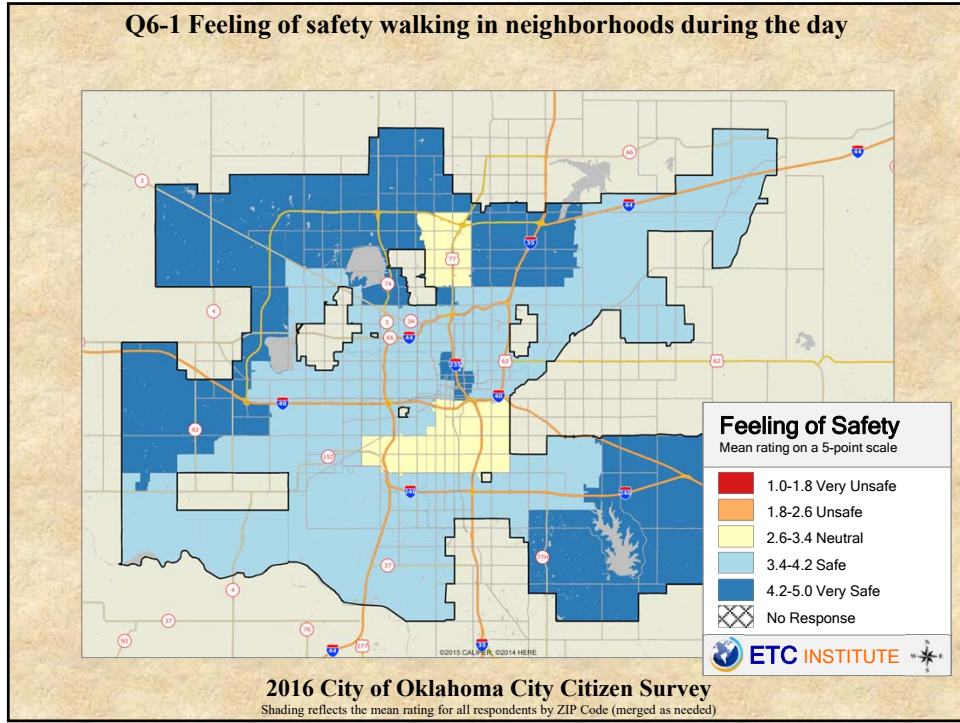 Q6-1 Feeling of safety walking in neighborhoods during the day
66
44
3
44
35
77
74
4
3
3A
66
44
62
62
235
40
40
92
152
240
240
77H
37
4
37
76
92
44
277
35
©2015 CALIPER; ©2014 HERE
Feeling of Safety
Mean rating on a 5-point scale
1.0-1.8 Very Unsafe
1.8-2.6 Unsafe
2.6-3.4 Neutral
3.4-4.2 Safe
4.2-5.0 Very Safe
No Response
ETC INSTITUTE
N
W E
S
2016 City of Oklahoma City Citizen Survey
Shading reflects the mean rating for all respondents by ZIP Code (merged as needed)